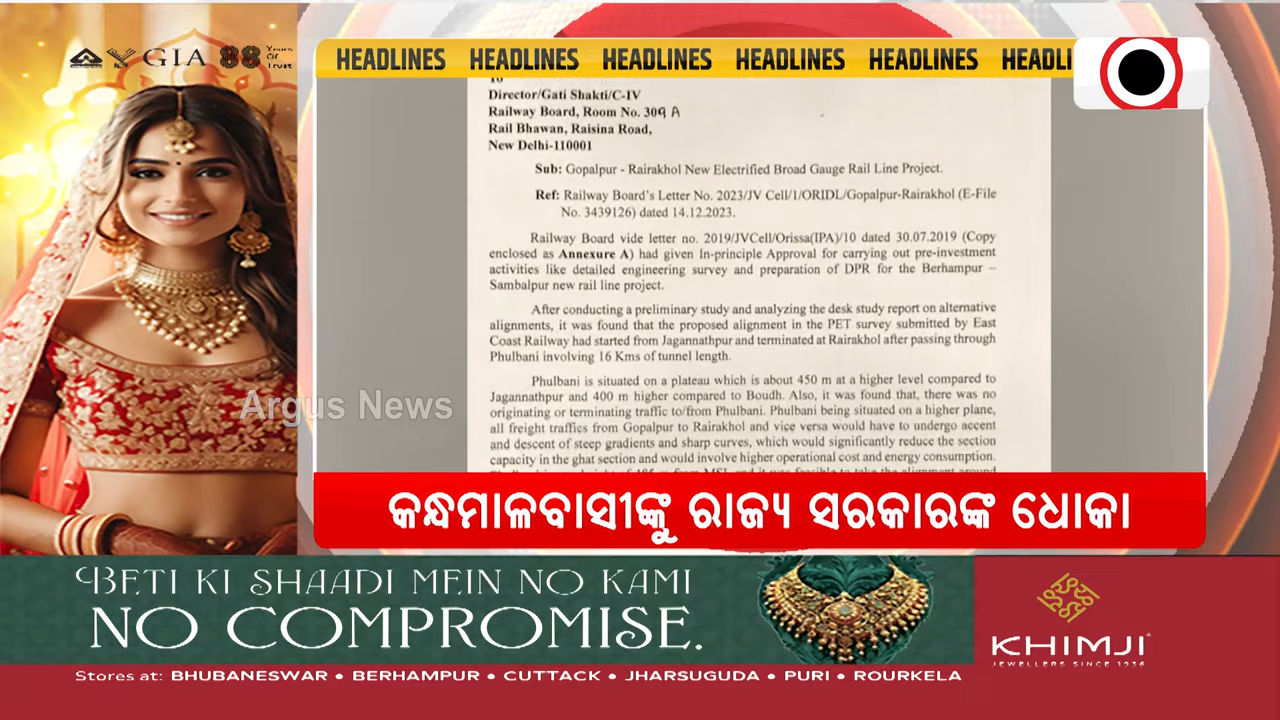 GIA 88 Years Of Trust
HEADLINES HEADLINES HEADLINES HEADLINES HEADLINES HEADLI
To
Director/Gati Shakti/C-IV
Railway Board, Room No. 309 A
Rail Bhawan, Raisina Road,
New Delhi-110001
Sub: Gopalpur - Rairakhol New Electrified Broad Gauge Rail Line Project.
Ref: Railway Board's Letter No. 2023/JV Cell/1/ORIDL/Gopalpur-Rairakhol (E-File
No. 3439126) dated 14.12.2023.
Railway Board vide letter no. 2019/JVCell/Orissa(IPA)/10 dated 30.07.2019 (Copy
enclosed as Annexure A) had given In-principle Approval for carrying out pre-investment
activities like detailed engineering survey and preparation of DPR for the Berhampur –
Sambalpur new rail line project.
After conducting a preliminary study and analyzing the desk study report on alternative
alignments, it was found that the proposed alignment in the PET survey submitted by East
Coast Railway had started from Jagannathpur and terminated at Rairakhol after passing through
Phulbani involving 16 Kms of tunnel length.
Phulbani is situated on a plateau which is about 450 m at a higher level compared to
Jagannathpur and 400 m higher compared to Boudh. Also, it was found that, there was no
originating or terminating traffic to/from Phulbani. Phulbani being situated on a higher plane,
all freight traffics from Gopalpur to Rairakhol and vice versa would have to undergo accent
and descent of steep gradients and sharp curves, which would significantly reduce the section
capacity in the ghat section and would involve higher operational cost and energy consumption.
Argus News
କନ୍ଧମାଳବାସୀଙ୍କୁ ରାଜ୍ୟ ସରକାରଙ୍କ ଧୋକା
BETI KI SHAADI MEIN NO KAMI
NO COMPROMISE.
KHIMJI
JEWELLERS SINCE 1936
Stores at: BHUBANESWAR • BERHAMPUR • CUTTACK • JHARSUGUDA • PURI • ROURKELA